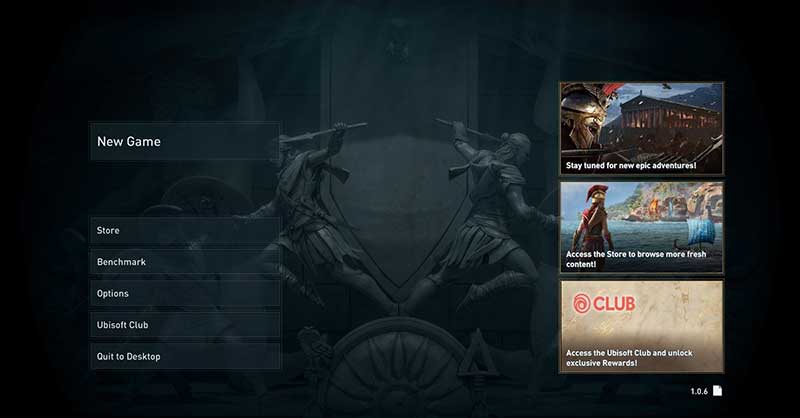 New Game
Store
Benchmark
Options
Ubisoft Club
Quit to Desktop
Stay tuned for new epic adventures!
Access the Store to browse more fresh
content!
CLUB
Access the Ubisoft Club and unlock
exclusive Rewards!
1.0.6